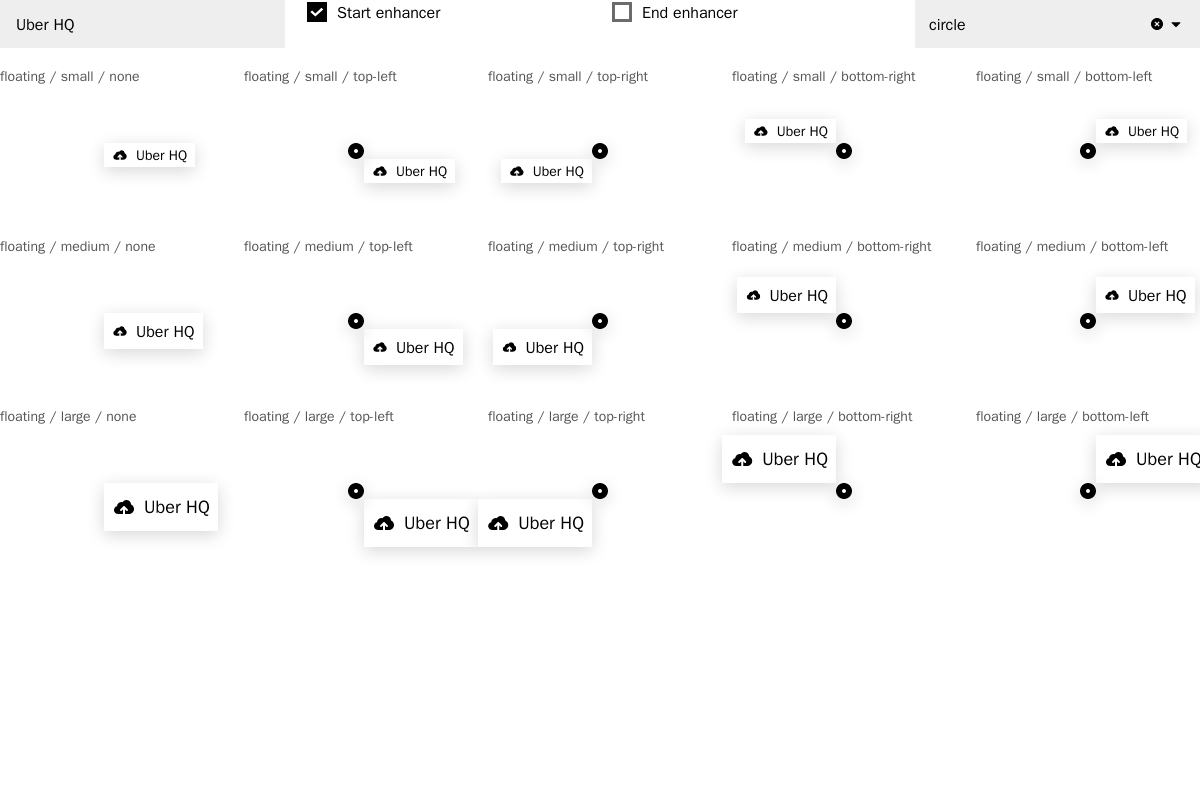 Uber HQ
Start enhancer
End enhancer
circle
floating / small / none
floating / small / top-left
floating / small / top-right
floating / small / bottom-right
floating / small / bottom-left
Uber HQ
Uber HQ
Uber HQ
Uber HQ
Uber HQ
floating / medium / none
floating / medium / top-left
floating / medium / top-right
floating / medium / bottom-right
floating / medium / bottom-left
Uber HQ
Uber HQ
Uber HQ
Uber HQ
Uber HQ
floating / large / none
floating / large / top-left
floating / large / top-right
floating / large / bottom-right
floating / large / bottom-left
Uber HQ
Uber HQ
Uber HQ
Uber HQ
Uber HQ